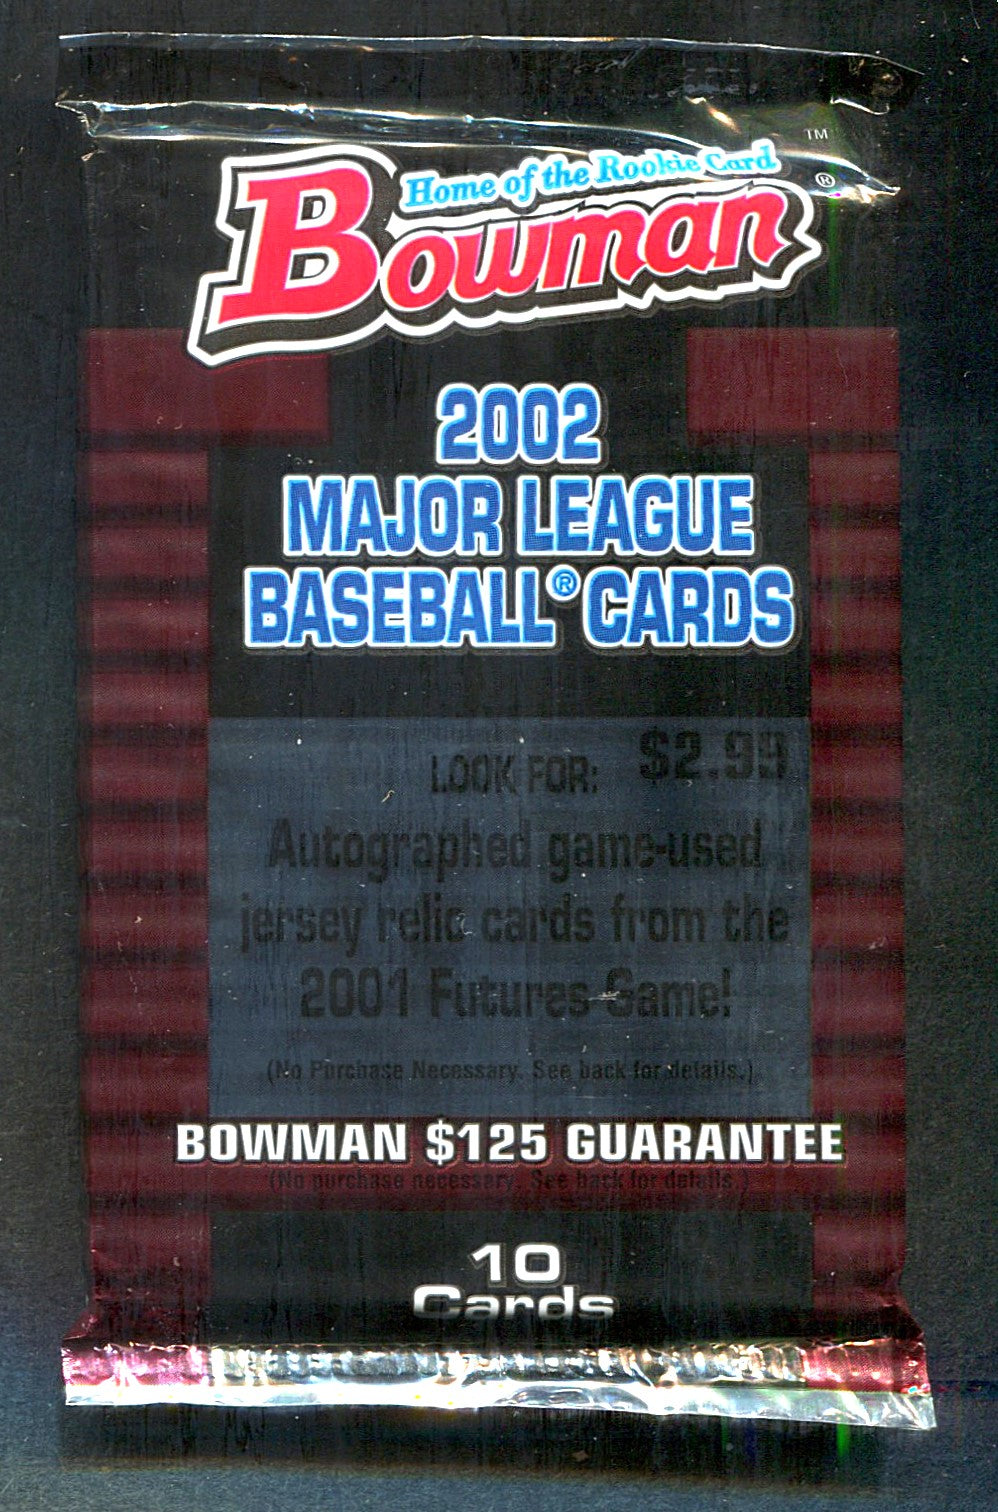 TM
Home of the Rookie Card
Bowman®
2002
MAJOR LEAGUE
BASEBALL® CARDS
$2.99
LOOK FOR:
Autographed game-used
jersey relic cards from the
2001 Futures Game!
(No Purchase Necessary. See back for details.)
BOWMAN $125 GUARANTEE
(No purchase necessary. See back for details.)
10
Cards